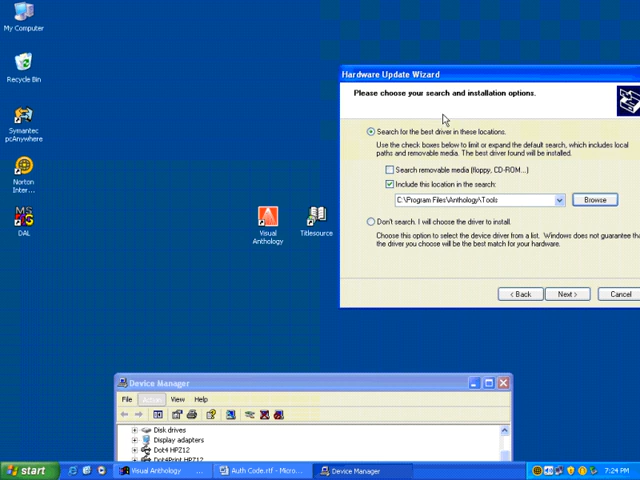 My Computer
Recycle Bin
Symantec
pcAnywhere
Norton
Inter...
MS
DAL
Visual
Anthology
Titlesource
Hardware Update Wizard
Please choose your search and installation options.
Search for the best driver in these locations.
Use the check boxes below to limit or expand the default search, which includes local
paths and removable media. The best driver found will be installed.
Search removable media (floppy, CD-ROM...)
Include this location in the search:
C:\Program Files\Anthology\Tools
Browse
Don't search. I will choose the driver to install.
Choose this option to select the device driver from a list. Windows does not guarantee tha
the driver you choose will be the best match for your hardware.
< Back
Next >
Cancel
Device Manager
File
Action
View
Help
Disk drives
Display adapters
Dot4 HPZ12
Dot4Print HPZ12
start
Visual Anthology ...
Auth Code.rtf - Micro...
Device Manager
7:24 PM